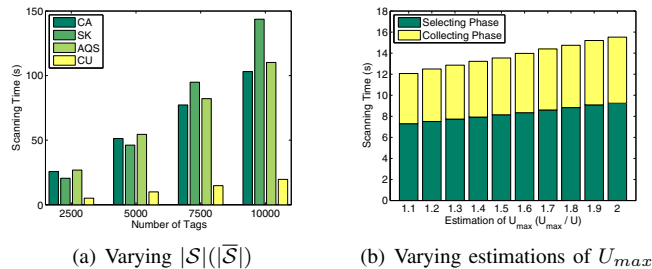 150
100
50
0
Scanning Time (s)
CA
SK
AQS
CU
2500 5000 7500 10000
Number of Tags
(a) Varying |𝒮|(|𝒮̅|)
18
16
14
12
10
8
6
4
2
0
Scanning Time (s)
Selecting Phase
Collecting Phase
1.1 1.2 1.3 1.4 1.5 1.6 1.7 1.8 1.9 2
Estimation of U_max (U_max / U)
(b) Varying estimations of U_max